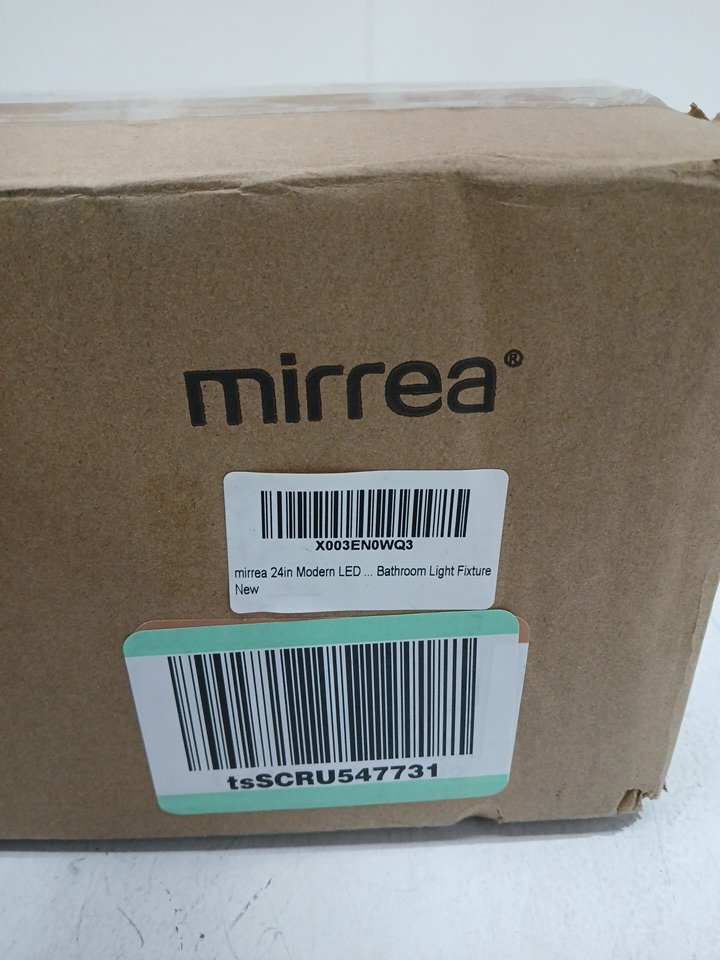 mirrea®
X003EN0WQ3
mirrea 24in Modern LED ... Bathroom Light Fixture
New
tsSCRU547731